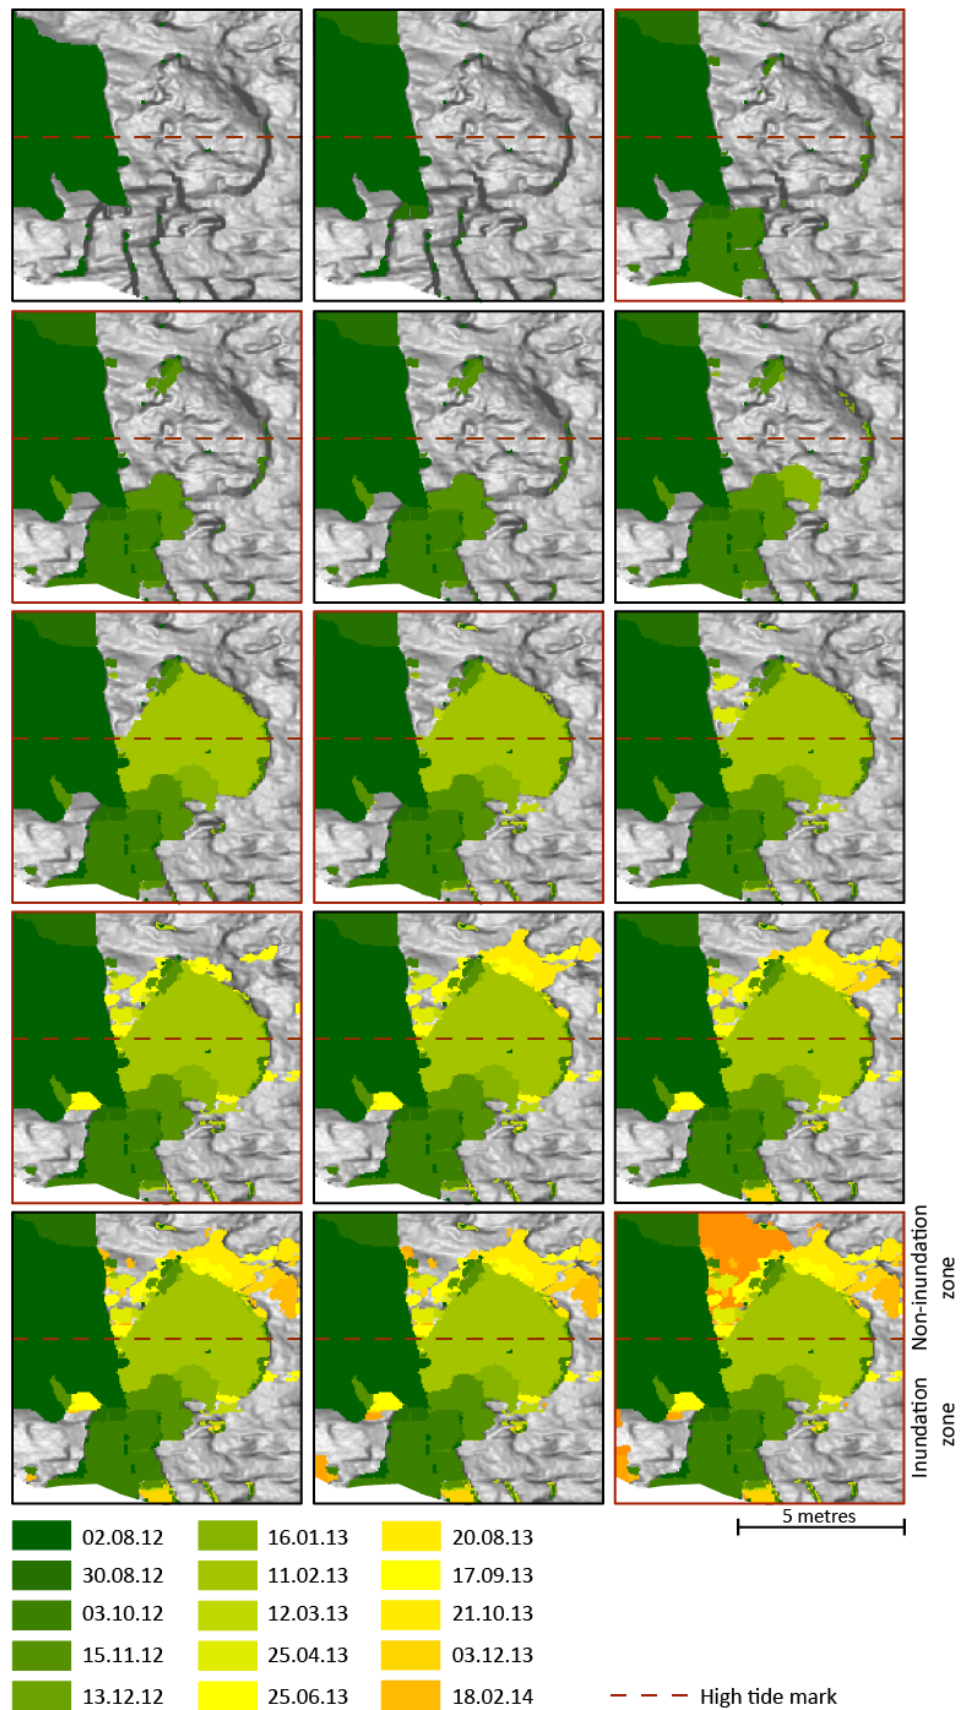 Non-inundation
zone
Inundation
zone
5 metres
02.08.12
30.08.12
03.10.12
15.11.12
13.12.12
16.01.13
11.02.13
12.03.13
25.04.13
25.06.13
20.08.13
17.09.13
21.10.13
03.12.13
18.02.14
High tide mark